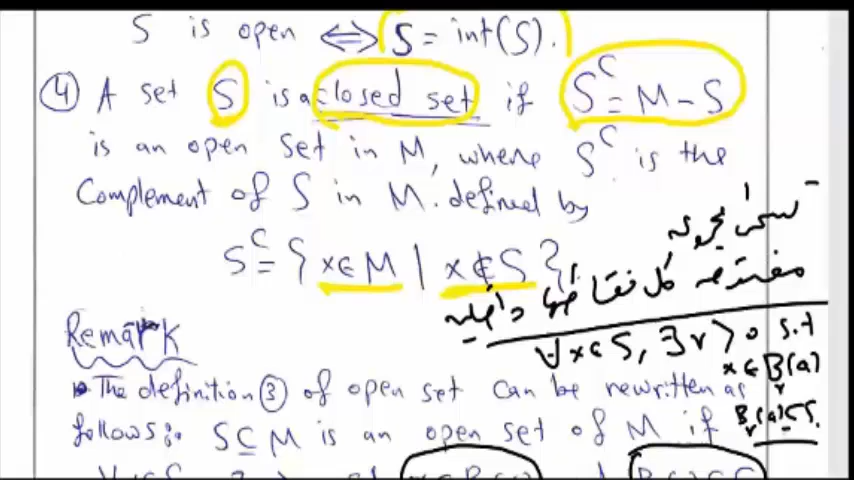 S is open ⟺ S = int(S).
④ A set S is a closed set if S^C = M - S
is an open set in M, where S^C is the
Complement of S in M. defined by
S^C = { x ∈ M | x ∉ S }
تسمى المجموعة
مفتوحة كل نقاطها داخلية
∀x∈S, ∃r>0 s.t
x ∈ B_r(a)
B_r(a) ⊆ S.
Remark
The definition ③ of open set can be rewritten as
follows: S ⊆ M is an open set of M if